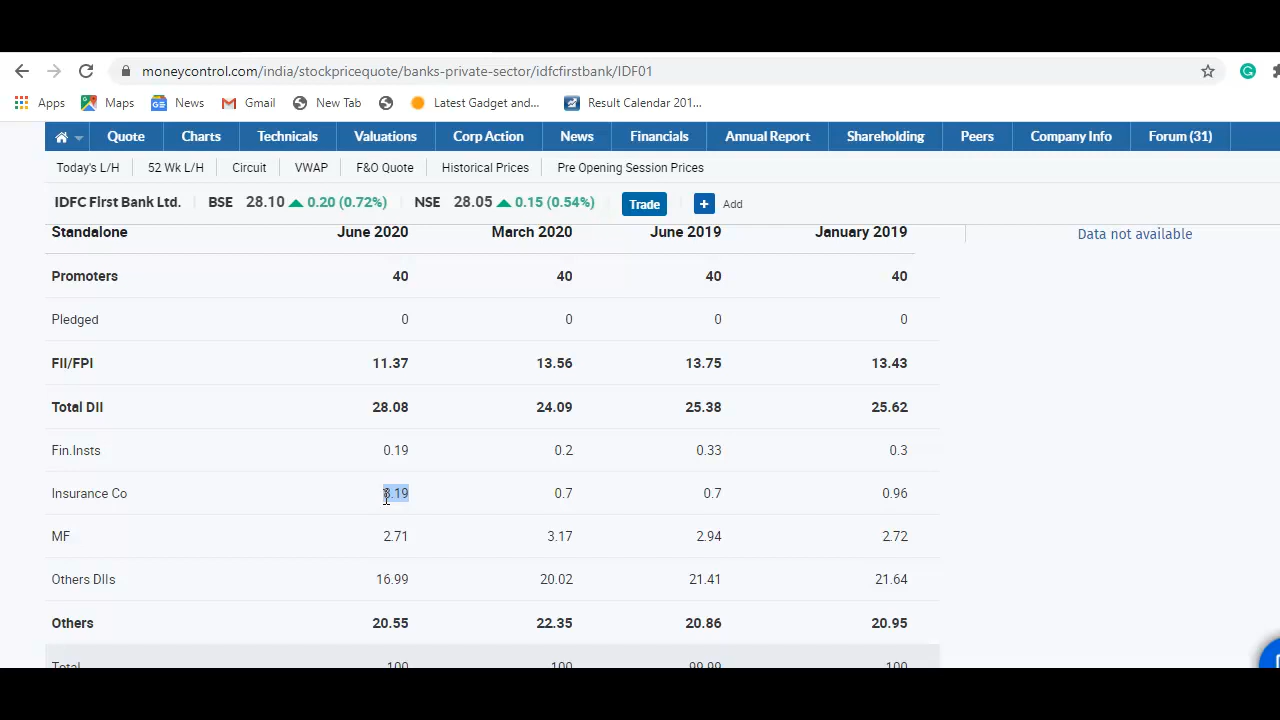 moneycontrol.com/india/stockpricequote/banks-private-sector/idfcfirstbank/IDF01
Apps Maps News Gmail New Tab Latest Gadget and... Result Calendar 201...
Quote Charts Technicals Valuations Corp Action News Financials Annual Report Shareholding Peers Company Info Forum (31)
Today's L/H 52 Wk L/H Circuit VWAP F&O Quote Historical Prices Pre Opening Session Prices
IDFC First Bank Ltd. BSE 28.10 0.20 (0.72%) NSE 28.05 0.15 (0.54%) Trade + Add
Standalone June 2020 March 2020 June 2019 January 2019 Data not available
Promoters 40 40 40 40
Pledged 0 0 0 0
FII/FPI 11.37 13.56 13.75 13.43
Total DII 28.08 24.09 25.38 25.62
Fin.Insts 0.19 0.2 0.33 0.3
Insurance Co 8.19 0.7 0.7 0.96
MF 2.71 3.17 2.94 2.72
Others DIIs 16.99 20.02 21.41 21.64
Others 20.55 22.35 20.86 20.95
Total 100 100 99.99 100